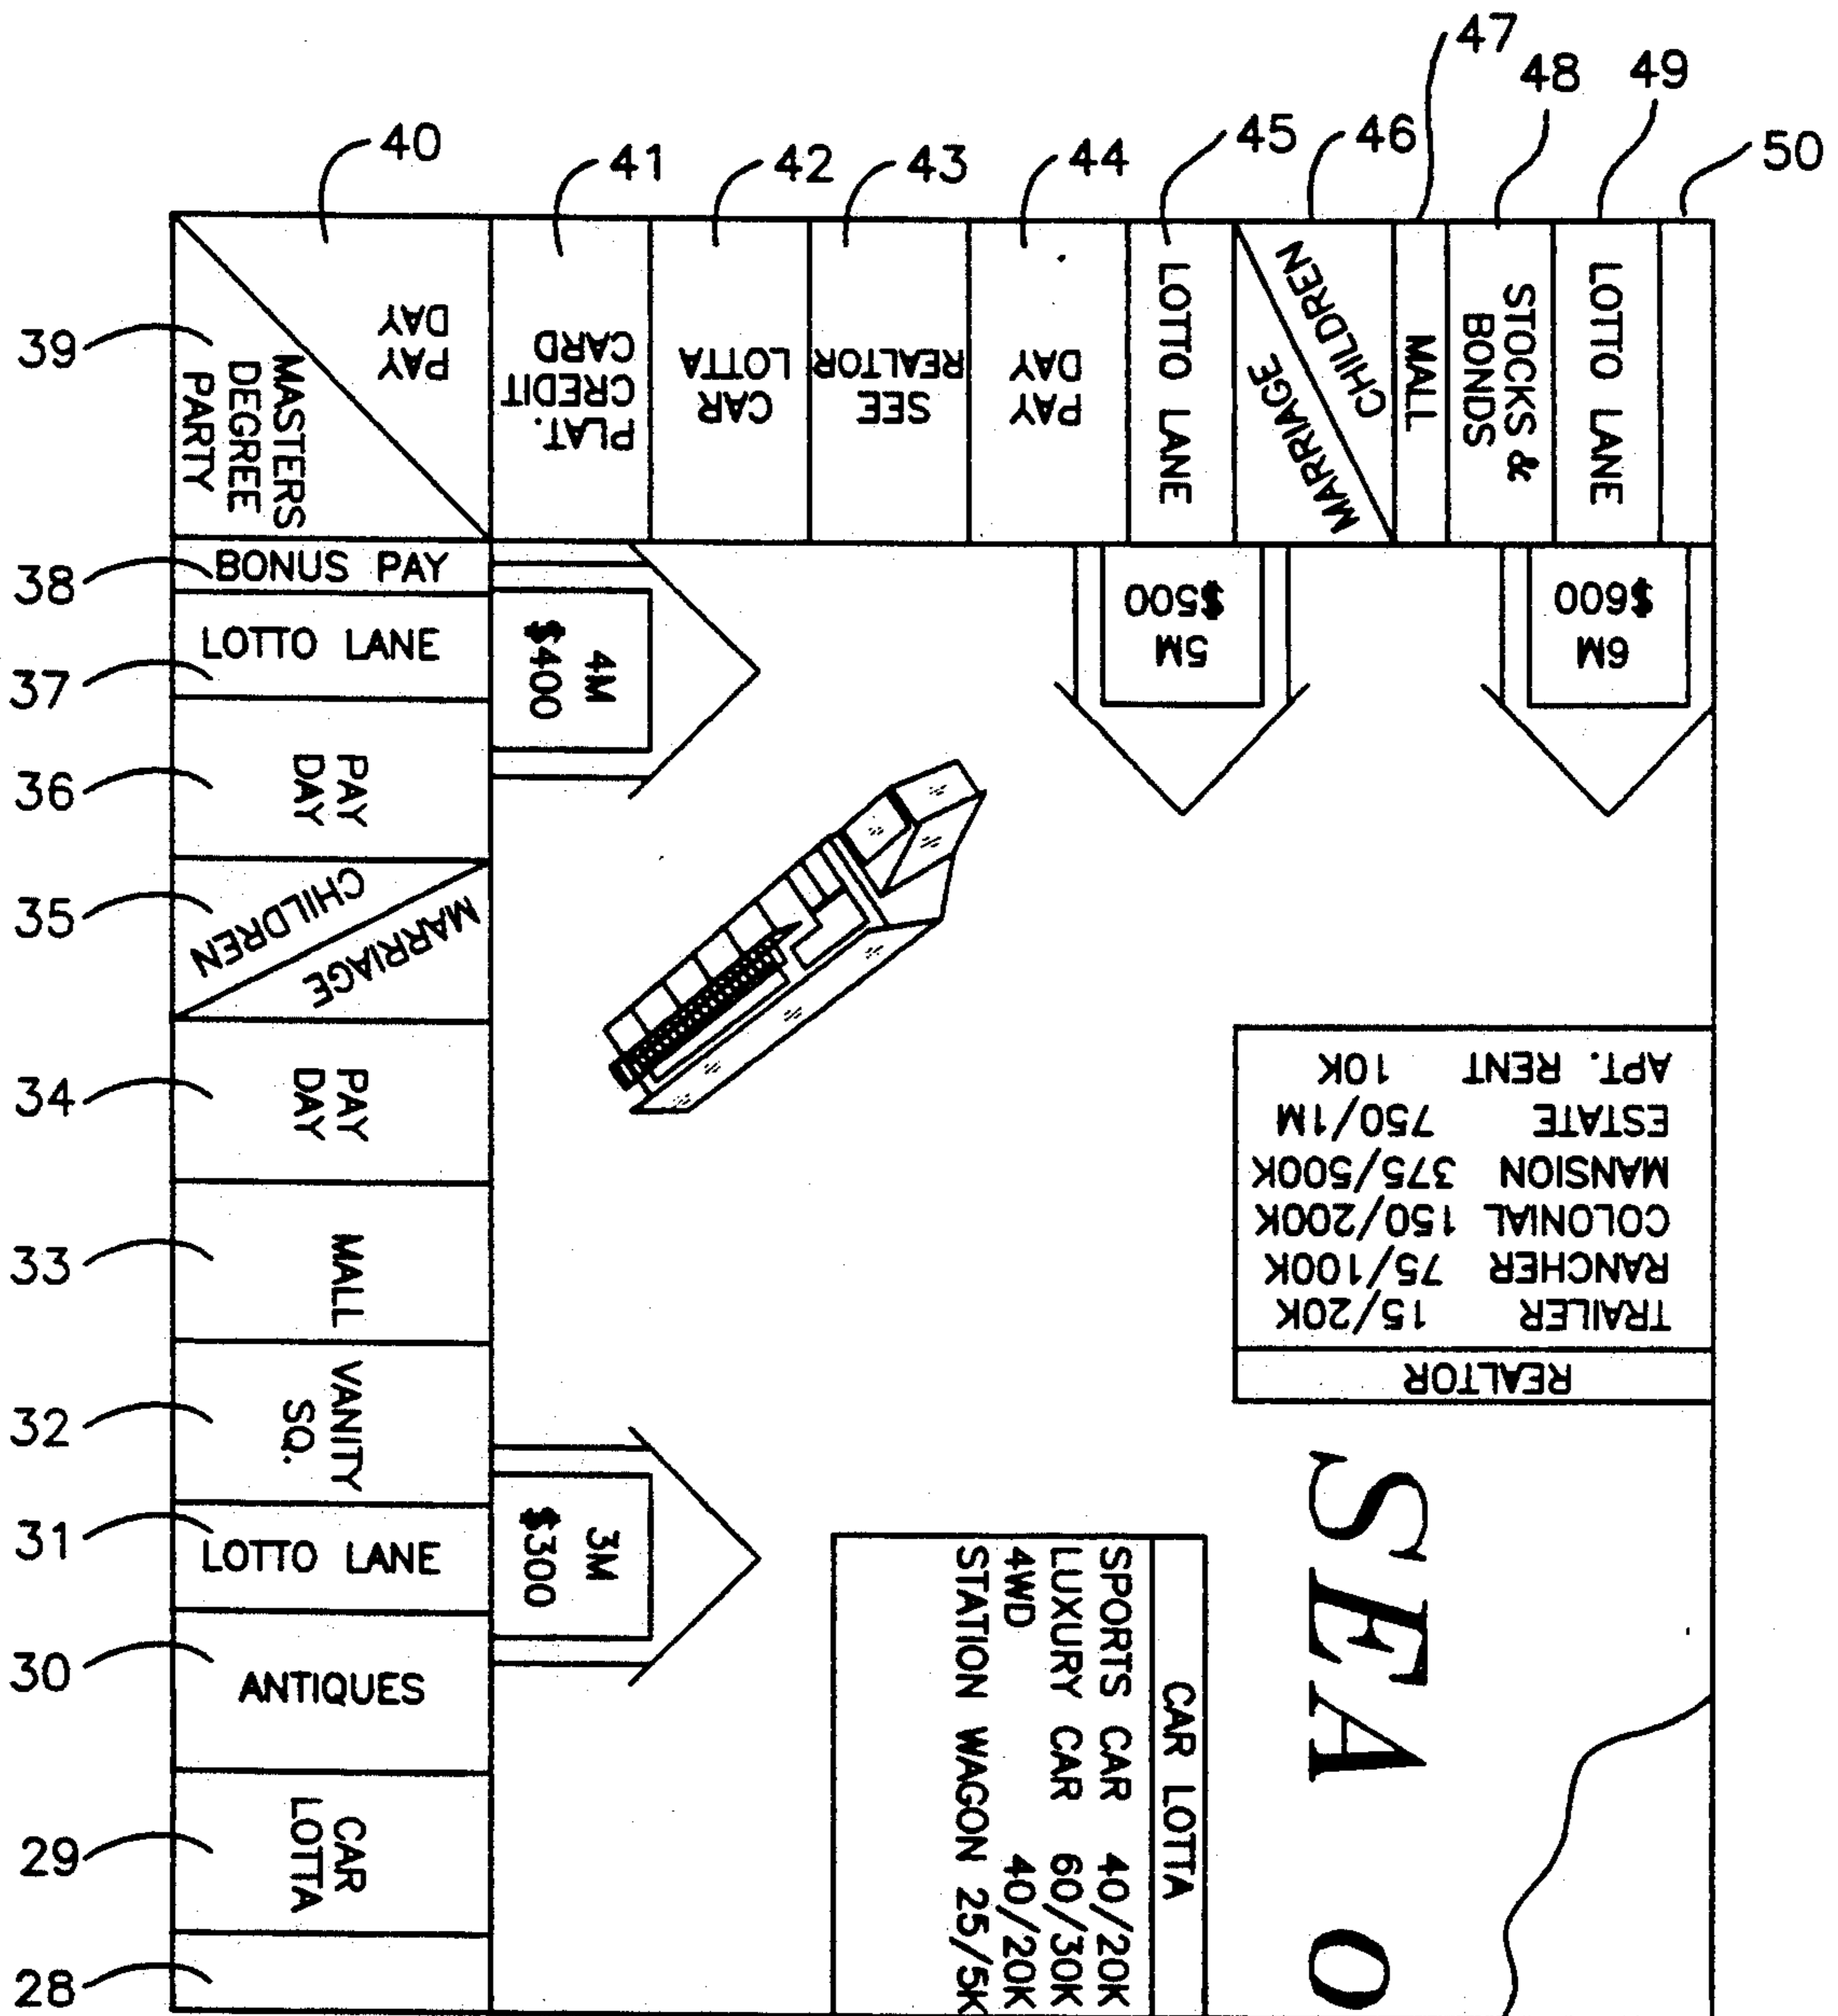 47
48
49
50
40
41
42
43
44
45
46
PAY
DAY
PLAT.
CREDIT
CARD
CAR
LOTTA
SEE
REALTOR
PAY
DAY
LOTTO LANE
CHILDREN
MARRIAGE
MALL
STOCKS &
BONDS
LOTTO LANE
39
MASTERS
DEGREE
PARTY
38
BONUS PAY
37
LOTTO LANE
4M
$400
5M
$500
6M
$600
36
PAY
DAY
35
CHILDREN
MARRIAGE
34
PAY
DAY
33
MALL
32
VANITY
SQ.
31
LOTTO LANE
3M
$300
30
ANTIQUES
29
CAR
LOTTA
28
REALTOR
TRAILER 15/20K
RANCHER 75/100K
COLONIAL 150/200K
MANSION 375/500K
ESTATE 750/1M
APT. RENT 10K
CAR LOTTA
SPORTS CAR 40/20K
LUXURY CAR 60/30K
4WD 40/20K
STATION WAGON 25/5K
SEA O